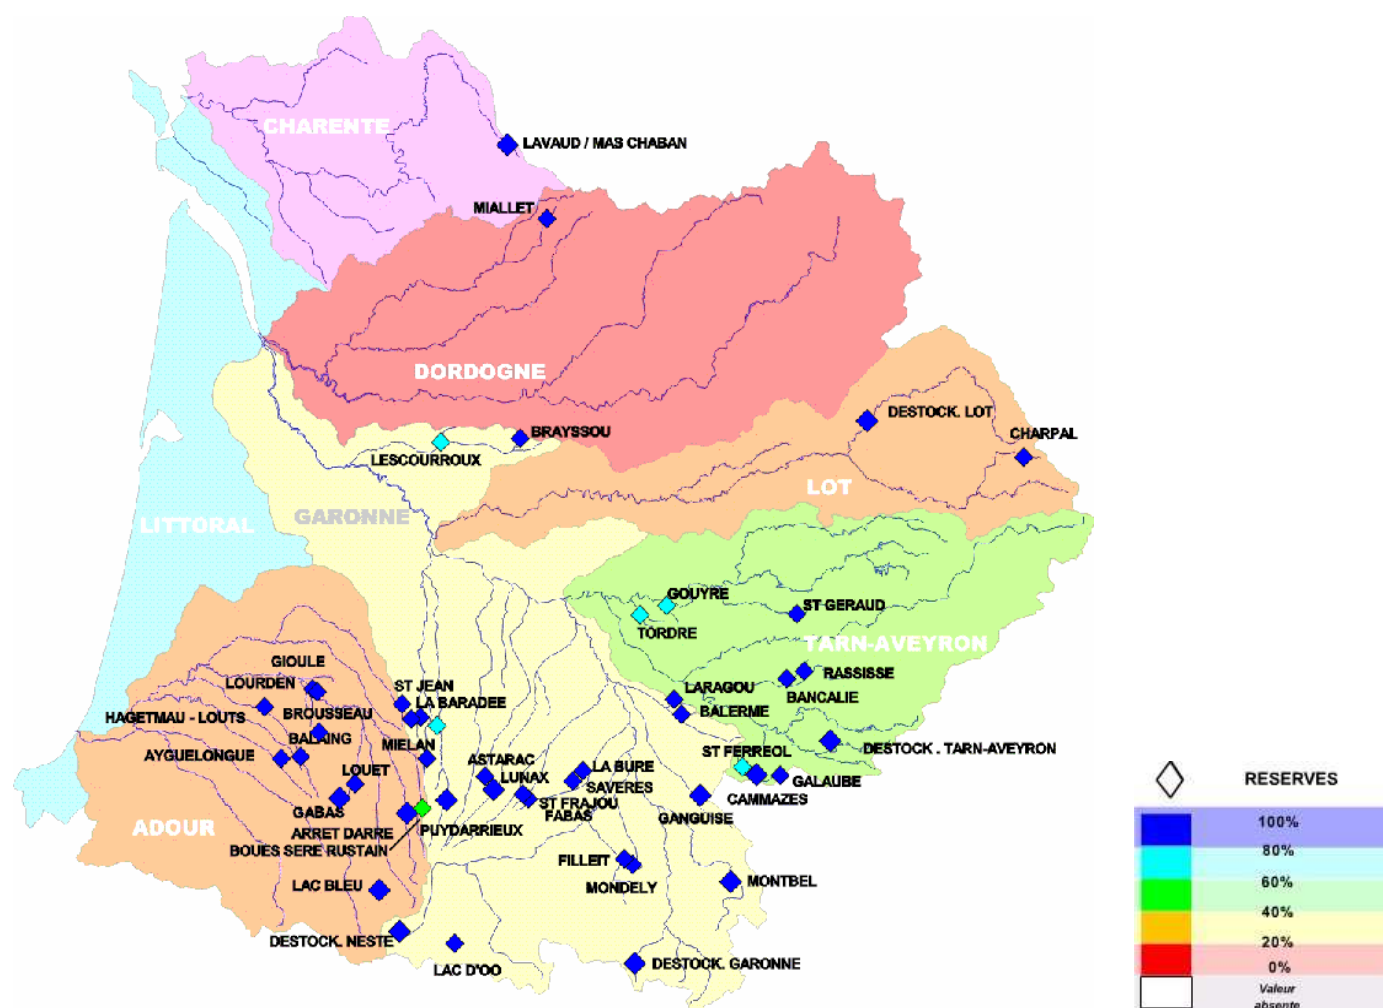 CHARENTE
LAVAUD / MAS CHABAN
MIALLET
DORDOGNE
DESTOCK. LOT
BRAYSSOU
CHARPAL
LESCOURROUX
LOT
GARONNE
LITTORAL
GOUYRE
ST GERAUD
TORDRE
TARN-AVEYRON
GIOULE
RASSISSE
LOURDEN
ST JEAN
LARAGOU
BANCALIE
LA BARADEE
BALERME
HAGETMAU - LOUTS
BROUSSEAU
BALAING
MIELAN
ST FERREOL
DESTOCK . TARN-AVEYRON
AYGUELONGUE
ASTARAC
LOUET
LUNAX
LA BURE
GALAUBE
SAVERES
CAMMAZES
GABAS
ST FRAJOU
FABAS
GANGUISE
ADOUR
ARRET DARRE
PUYDARRIEUX
BOUES SERE RUSTAIN
FILLEIT
MONDELY
MONTBEL
LAC BLEU
DESTOCK. NESTE
LAC D'OO
DESTOCK. GARONNE
RESERVES
100%
80%
60%
40%
20%
0%
Valeur
absente